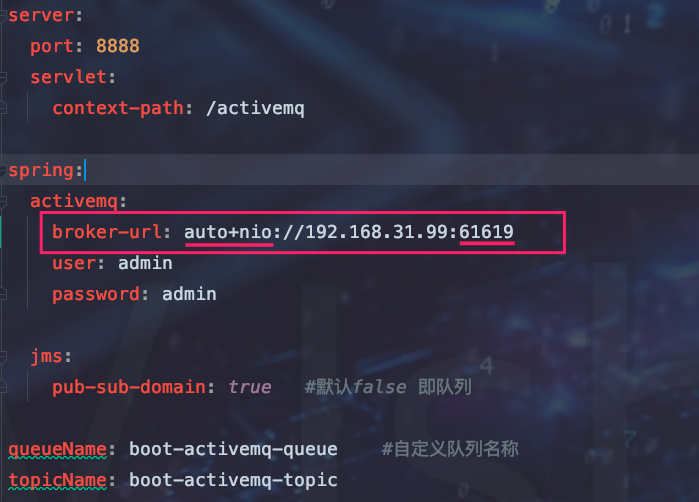 server:
port: 8888
servlet:
context-path: /activemq
spring:
activemq:
broker-url: auto+nio://192.168.31.99:61619
user: admin
password: admin
jms:
pub-sub-domain: true #默认false 即队列
queueName: boot-activemq-queue #自定义队列名称
topicName: boot-activemq-topic